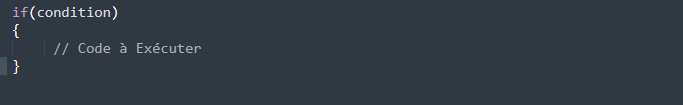 if(condition)
{
// Code à Exécuter
}